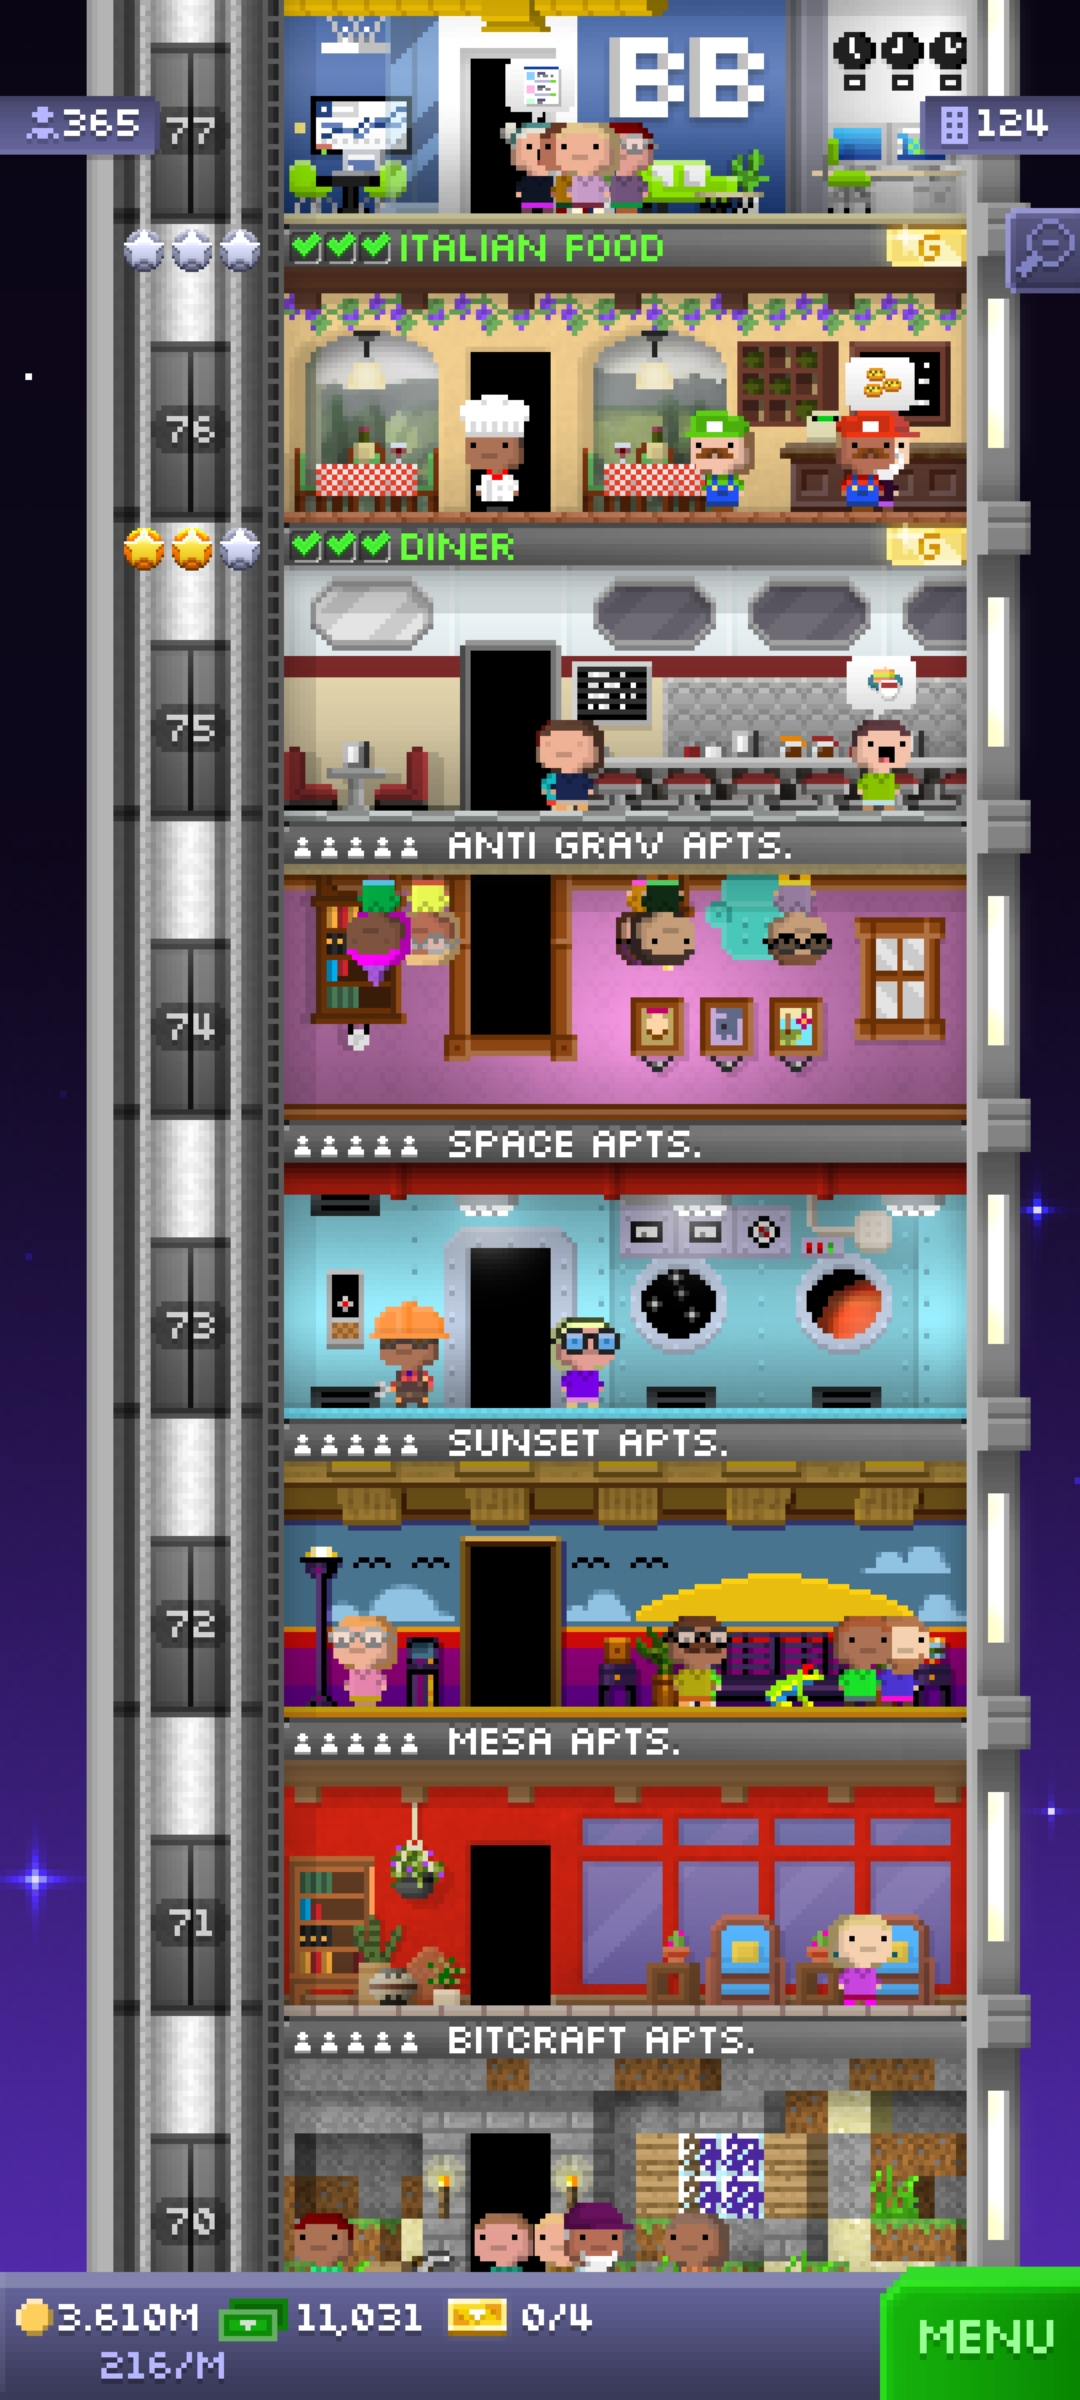 BB
365
77
124
ITALIAN FOOD
G
76
DINER
G
75
ANTI GRAV APTS.
74
SPACE APTS.
73
SUNSET APTS.
72
MESA APTS.
71
BITCRAFT APTS.
70
3.610M
11,031
0/4
MENU
216/M